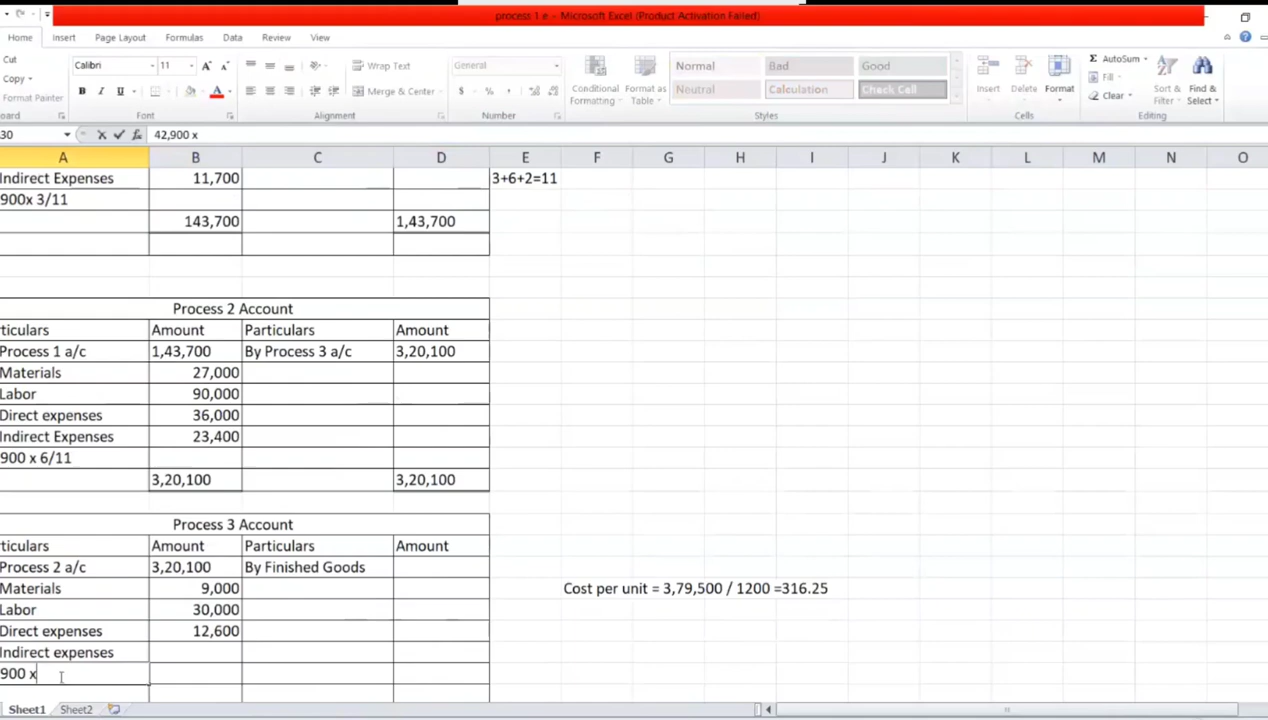 process 1 e - Microsoft Excel (Product Activation Failed)
Home Insert Page Layout Formulas Data Review View
Cut
Copy
Format Painter
Calibri 11
B I U A
Wrap Text
Merge & Center
General
$ % ,
Conditional Formatting
Format as Table
Normal Bad Good
Neutral Calculation Check Cell
Insert Delete Format
Σ AutoSum
Fill
Clear
Sort & Filter
Find & Select
oard Font Alignment Number Styles Cells Editing
30 fx 42,900 x
A B C D E F G H I J K L M N O
Indirect Expenses 11,700 3+6+2=11
900x 3/11
143,700 1,43,700
Process 2 Account
rticulars Amount Particulars Amount
Process 1 a/c 1,43,700 By Process 3 a/c 3,20,100
Materials 27,000
Labor 90,000
Direct expenses 36,000
Indirect Expenses 23,400
900 x 6/11
3,20,100 3,20,100
Process 3 Account
rticulars Amount Particulars Amount
Process 2 a/c 3,20,100 By Finished Goods
Materials 9,000 Cost per unit = 3,79,500 / 1200 =316.25
Labor 30,000
Direct expenses 12,600
Indirect expenses
900 x
Sheet1 Sheet2